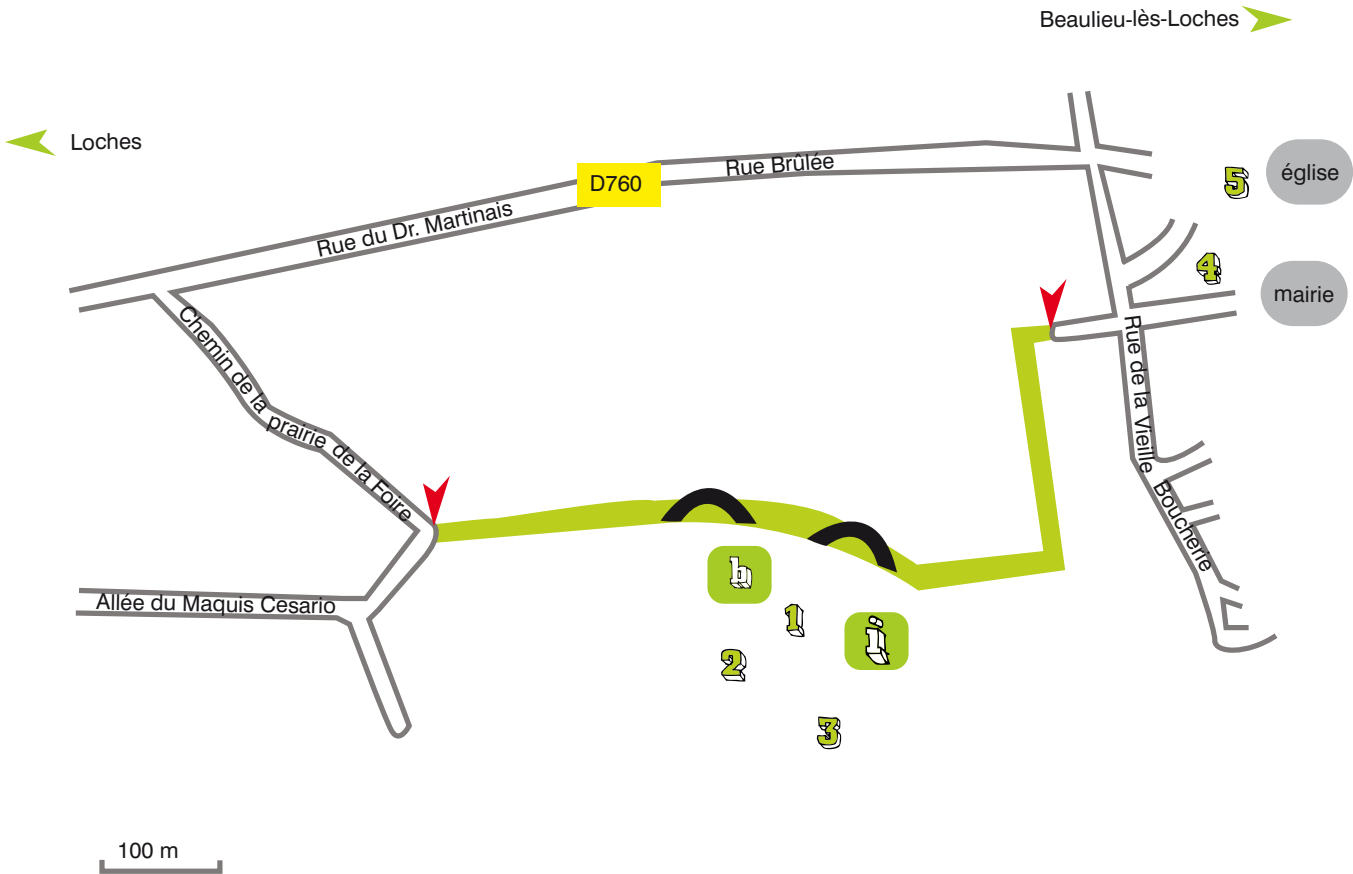 Beaulieu-lès-Loches
Loches
Rue Brûlée
D760
Rue du Dr. Martinais
5
église
4
mairie
Chemin de la prairie de la Foire
Rue de la Vieille Boucherie
b
1
i
Allée du Maquis Cesario
2
3
100 m